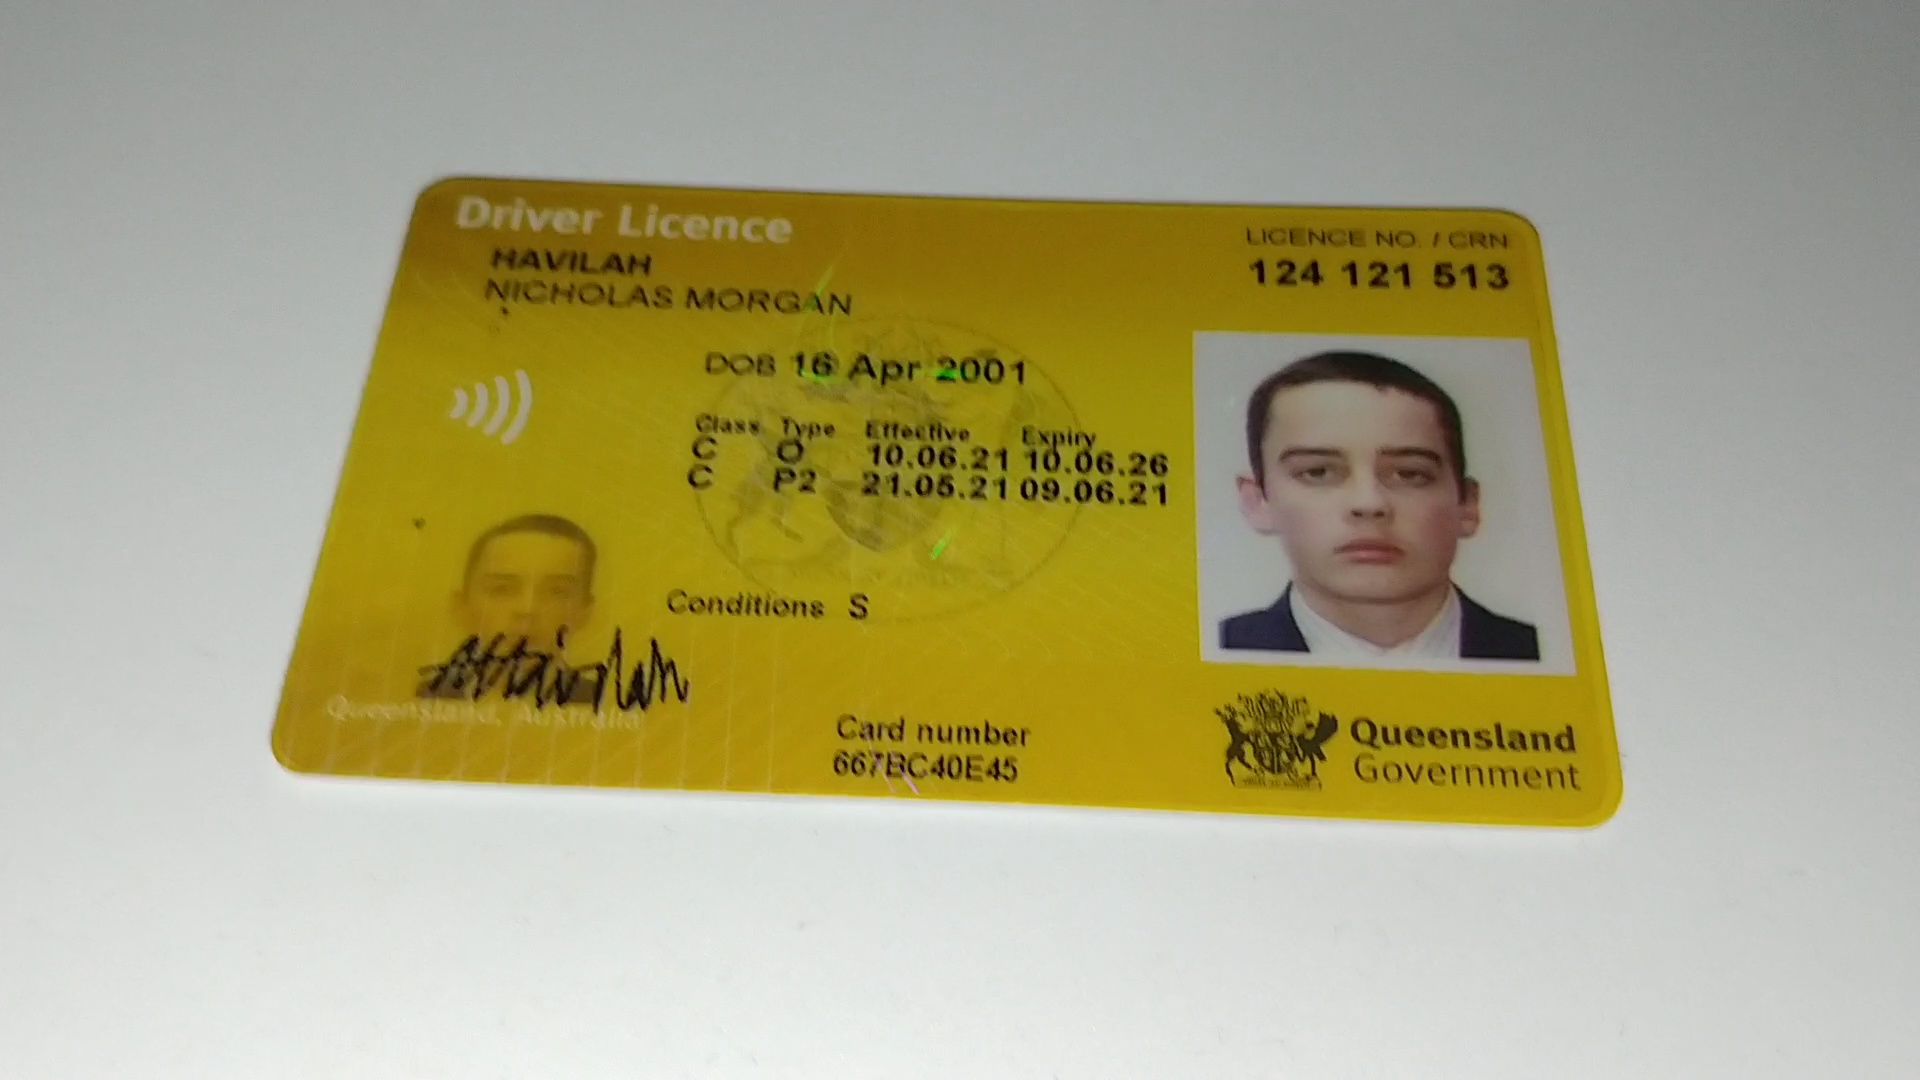 Driver Licence
HAVILAH
NICHOLAS MORGAN
LICENCE NO. / CRN
124 121 513
DOB 16 Apr 2001
Class Type Effective Expiry
C O 10.06.21 10.06.26
C P2 21.05.21 09.06.21
Conditions S
Queensland, Australia
Card number
667BC40E45
Queensland
Government